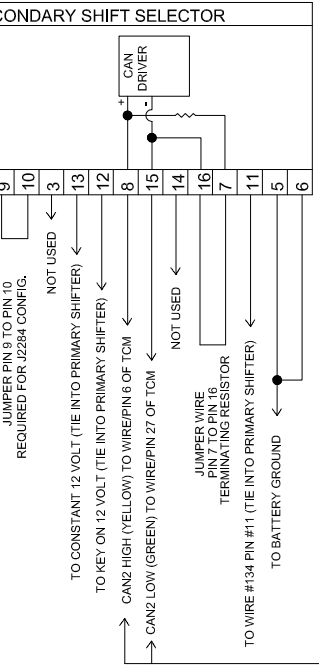 CONDARY SHIFT SELECTOR
CAN
DRIVER
+
-
9
10
3
13
12
8
15
14
16
7
11
5
6
JUMPER PIN 9 TO PIN 10
REQUIRED FOR J2284 CONFIG.
NOT USED
TO CONSTANT 12 VOLT (TIE INTO PRIMARY SHIFTER)
TO KEY ON 12 VOLT (TIE INTO PRIMARY SHIFTER)
CAN2 HIGH (YELLOW) TO WIRE/PIN 6 OF TCM
CAN2 LOW (GREEN) TO WIRE/PIN 27 OF TCM
NOT USED
JUMPER WIRE
PIN 7 TO PIN 16
TERMINATING RESISTOR
TO WIRE #134 PIN #11 (TIE INTO PRIMARY SHIFTER)
TO BATTERY GROUND